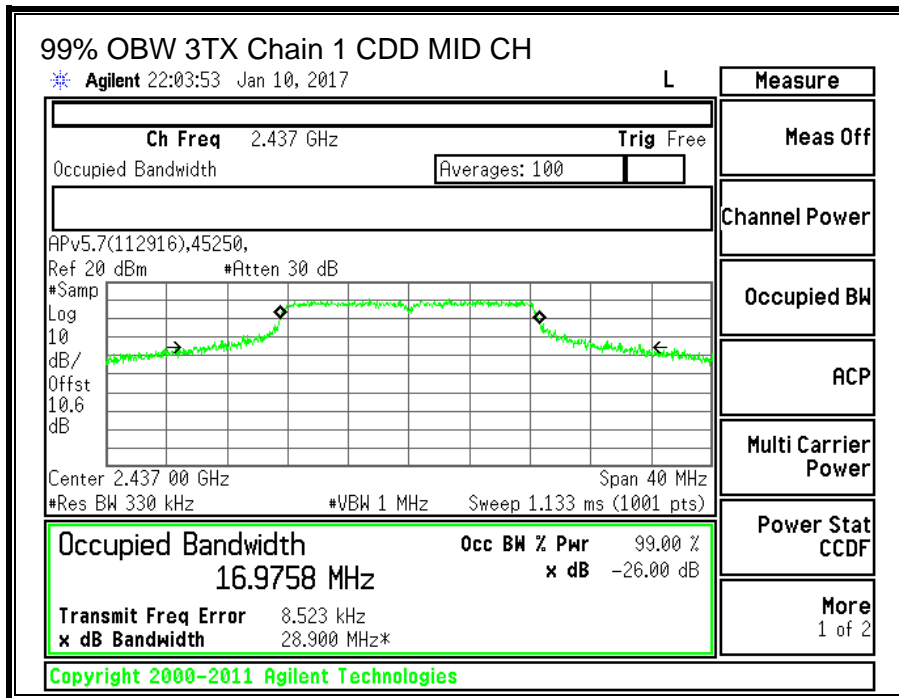 99% OBW 3TX Chain 1 CDD MID CH
Agilent 22:03:53 Jan 10, 2017 L
Measure
Ch Freq 2.437 GHz Trig Free
Occupied Bandwidth Averages: 100
APv5.7(112916),45250,
Ref 20 dBm #Atten 30 dB
#Samp
Log
10
dB/
Offst
10.6
dB
Center 2.437 00 GHz Span 40 MHz
#Res BW 330 kHz #VBW 1 MHz Sweep 1.133 ms (1001 pts)
Occupied Bandwidth Occ BW % Pwr 99.00 %
16.9758 MHz x dB -26.00 dB
Transmit Freq Error 8.523 kHz
x dB Bandwidth 28.900 MHz*
Copyright 2000-2011 Agilent Technologies
Meas Off
Channel Power
Occupied BW
ACP
Multi Carrier
Power
Power Stat
CCDF
More
1 of 2